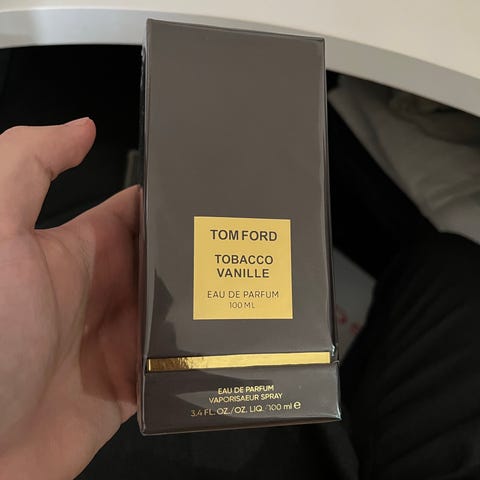 TOM FORD
TOBACCO
VANILLE
EAU DE PARFUM
100 ML
EAU DE PARFUM
VAPORISAEUR SPRAY
3.4 FL. OZ./OZ. LIQ. 100 ml e